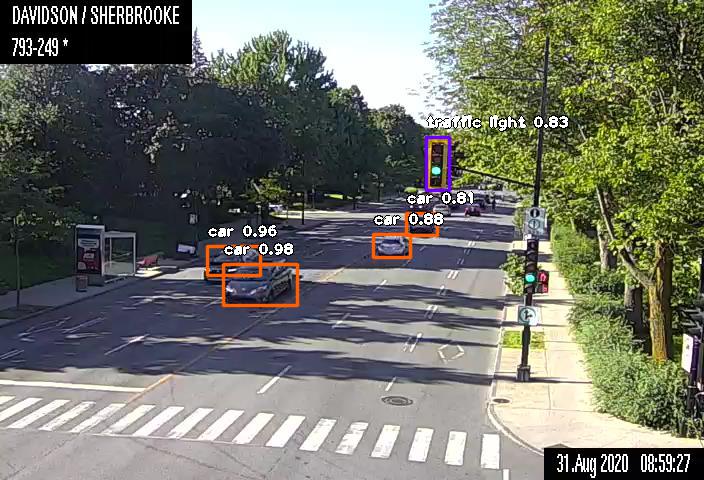 DAVIDSON / SHERBROOKE
793-249 *
traffic light 0.83
car 0.81
car 0.88
car 0.96
car 0.98
31.Aug 2020 08:59:27